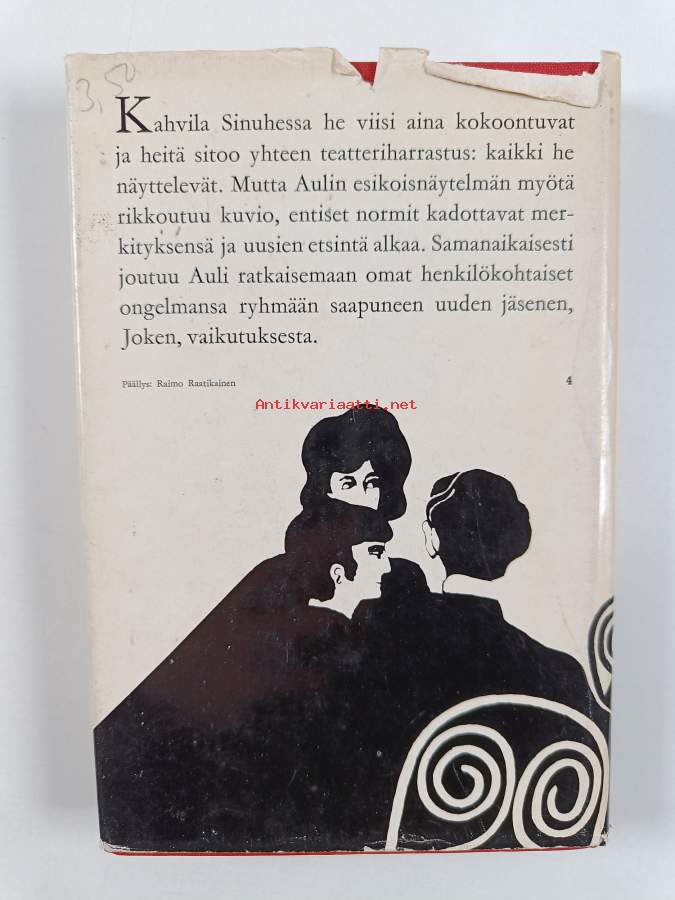 3,50
Kahvila Sinuhessa he viisi aina kokoontuvat
ja heitä sitoo yhteen teatteriharrastus: kaikki he
näyttelevät. Mutta Aulin esikoisnäytelmän myötä
rikkoutuu kuvio, entiset normit kadottavat mer-
kityksensä ja uusien etsintä alkaa. Samanaikaisesti
joutuu Auli ratkaisemaan omat henkilökohtaiset
ongelmansa ryhmään saapuneen uuden jäsenen,
Joken, vaikutuksesta.
Päällys: Raimo Raatikainen 4
Antikvariaatti.net